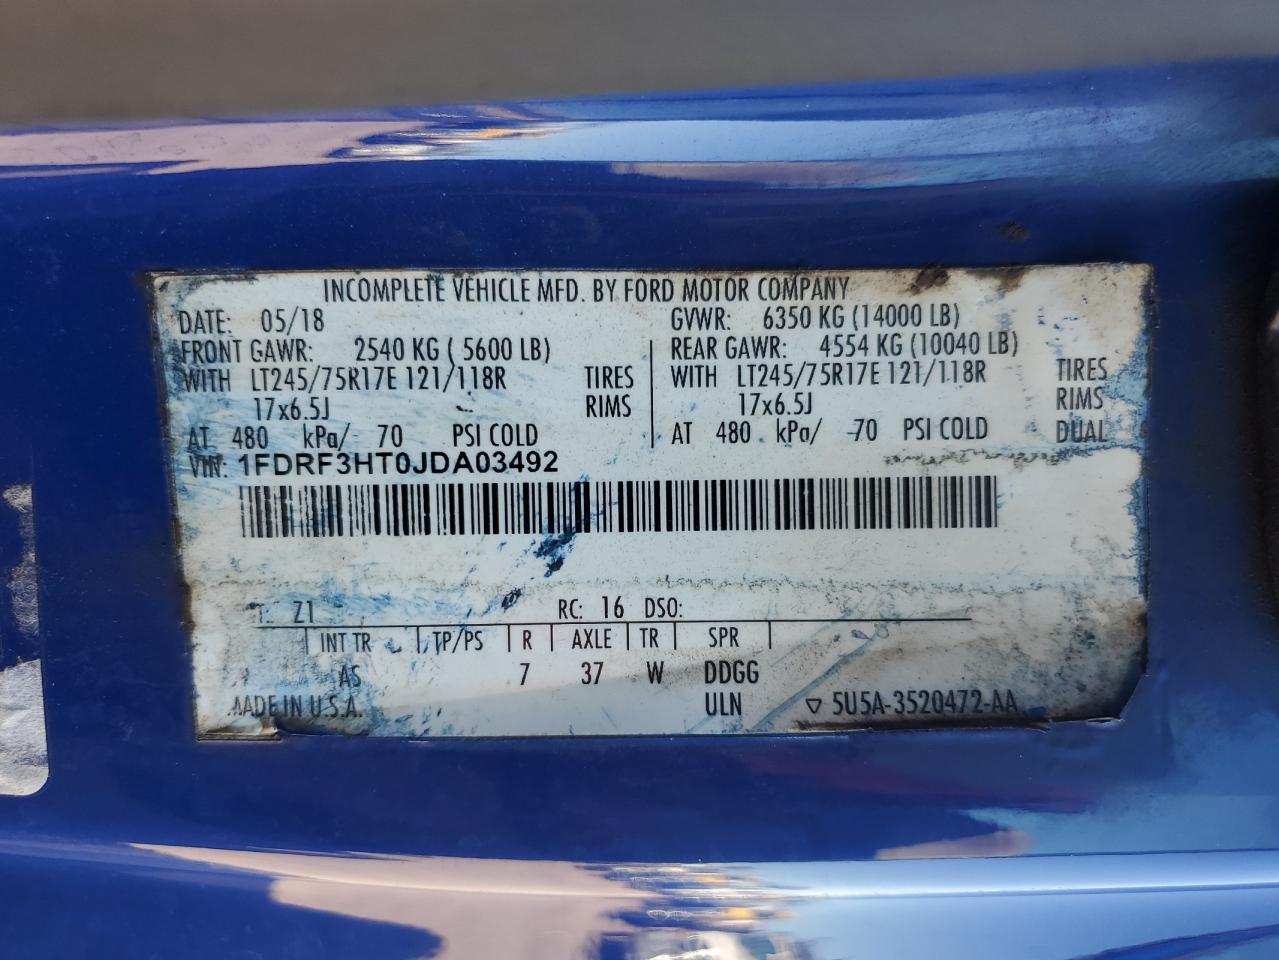 INCOMPLETE VEHICLE MFD. BY FORD MOTOR COMPANY
DATE: 05/18 GVWR: 6350 KG (14000 LB)
FRONT GAWR: 2540 KG ( 5600 LB) REAR GAWR: 4554 KG (10040 LB)
WITH LT245/75R17E 121/118R TIRES WITH LT245/75R17E 121/118R TIRES
17x6.5J RIMS 17x6.5J RIMS
AT 480 kPa/ 70 PSI COLD AT 480 kPa/ 70 PSI COLD DUAL
VIN: 1FDRF3HT0JDA03492
Z1 RC: 16 DSO:
INT TR TP/PS R AXLE TR SPR
AS 7 37 W DDGG
MADE IN U.S.A. ULN ▽ 5U5A-3520472-AA